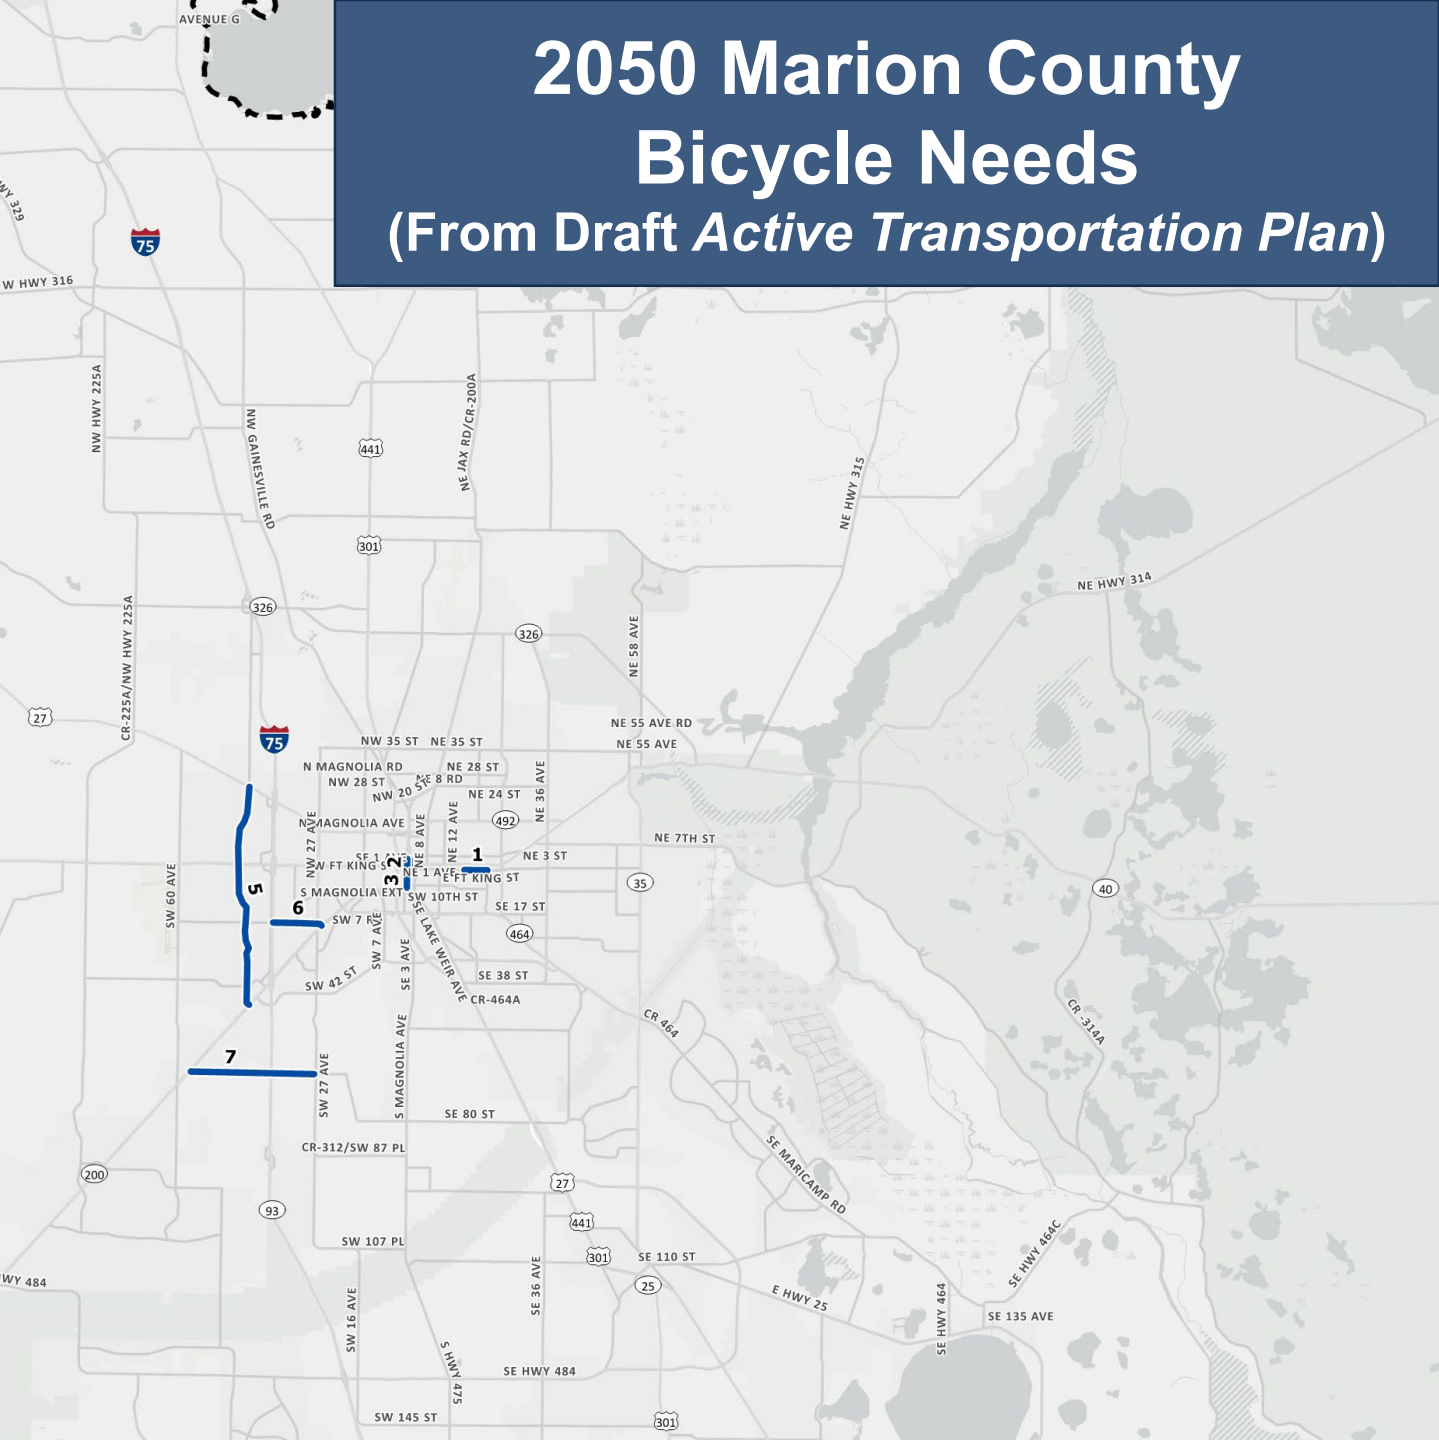 AVENUE G
2050 Marion County
Bicycle Needs
(From Draft Active Transportation Plan)
75
W HWY 316
NW HWY 225A
NW GAINESVILLE RD
441
NE JAX RD/CR-200A
NE HWY 315
301
NE HWY 314
326
326
CR-225A/NW HWY 225A
NE 58 AVE
27
75
NE 55 AVE RD
NW 35 ST
NE 35 ST
NE 55 AVE
N MAGNOLIA RD
NE 28 ST
NW 28 ST
NE 8 RD
NW 20 ST
NE 24 ST
NE 36 AVE
N MAGNOLIA AVE
492
NW 27 AVE
NE 8 AVE
NE 12 AVE
NE 7TH ST
1
NE 3 ST
2
3
NE 1 AVE
E FT KING ST
35
40
S MAGNOLIA EXT
SW 10TH ST
SW 60 AVE
5
6
SE 17 ST
SW 7 AVE
464
SE LAKE WEIR AVE
SE 3 AVE
SW 42 ST
SE 38 ST
CR-464A
CR 464
CR -314A
7
SW 27 AVE
S MAGNOLIA AVE
SE 80 ST
CR-312/SW 87 PL
SE MARICAMP RD
200
27
93
441
SW 107 PL
301
SE 110 ST
SE HWY 464C
25
WY 484
SW 16 AVE
SE 36 AVE
E HWY 25
SE HWY 464
SE 135 AVE
S HWY 475
SE HWY 484
SW 145 ST
301